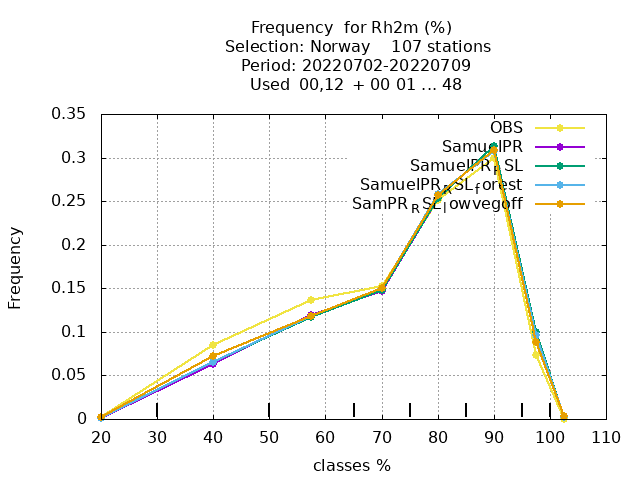 Frequency  for Rh2m (%)
Selection: Norway    107 stations
Period: 20220702-20220709
Used  00,12  + 00 01 ... 48
OBS
SamuelPR
SamuelPR_RSL
SamuelPR_RSL_forest
SamPR_RSL_lowvegoff
0.35
0.3
0.25
0.2
0.15
0.1
0.05
0
Frequency
20 30 40 50 60 70 80 90 100 110
classes %